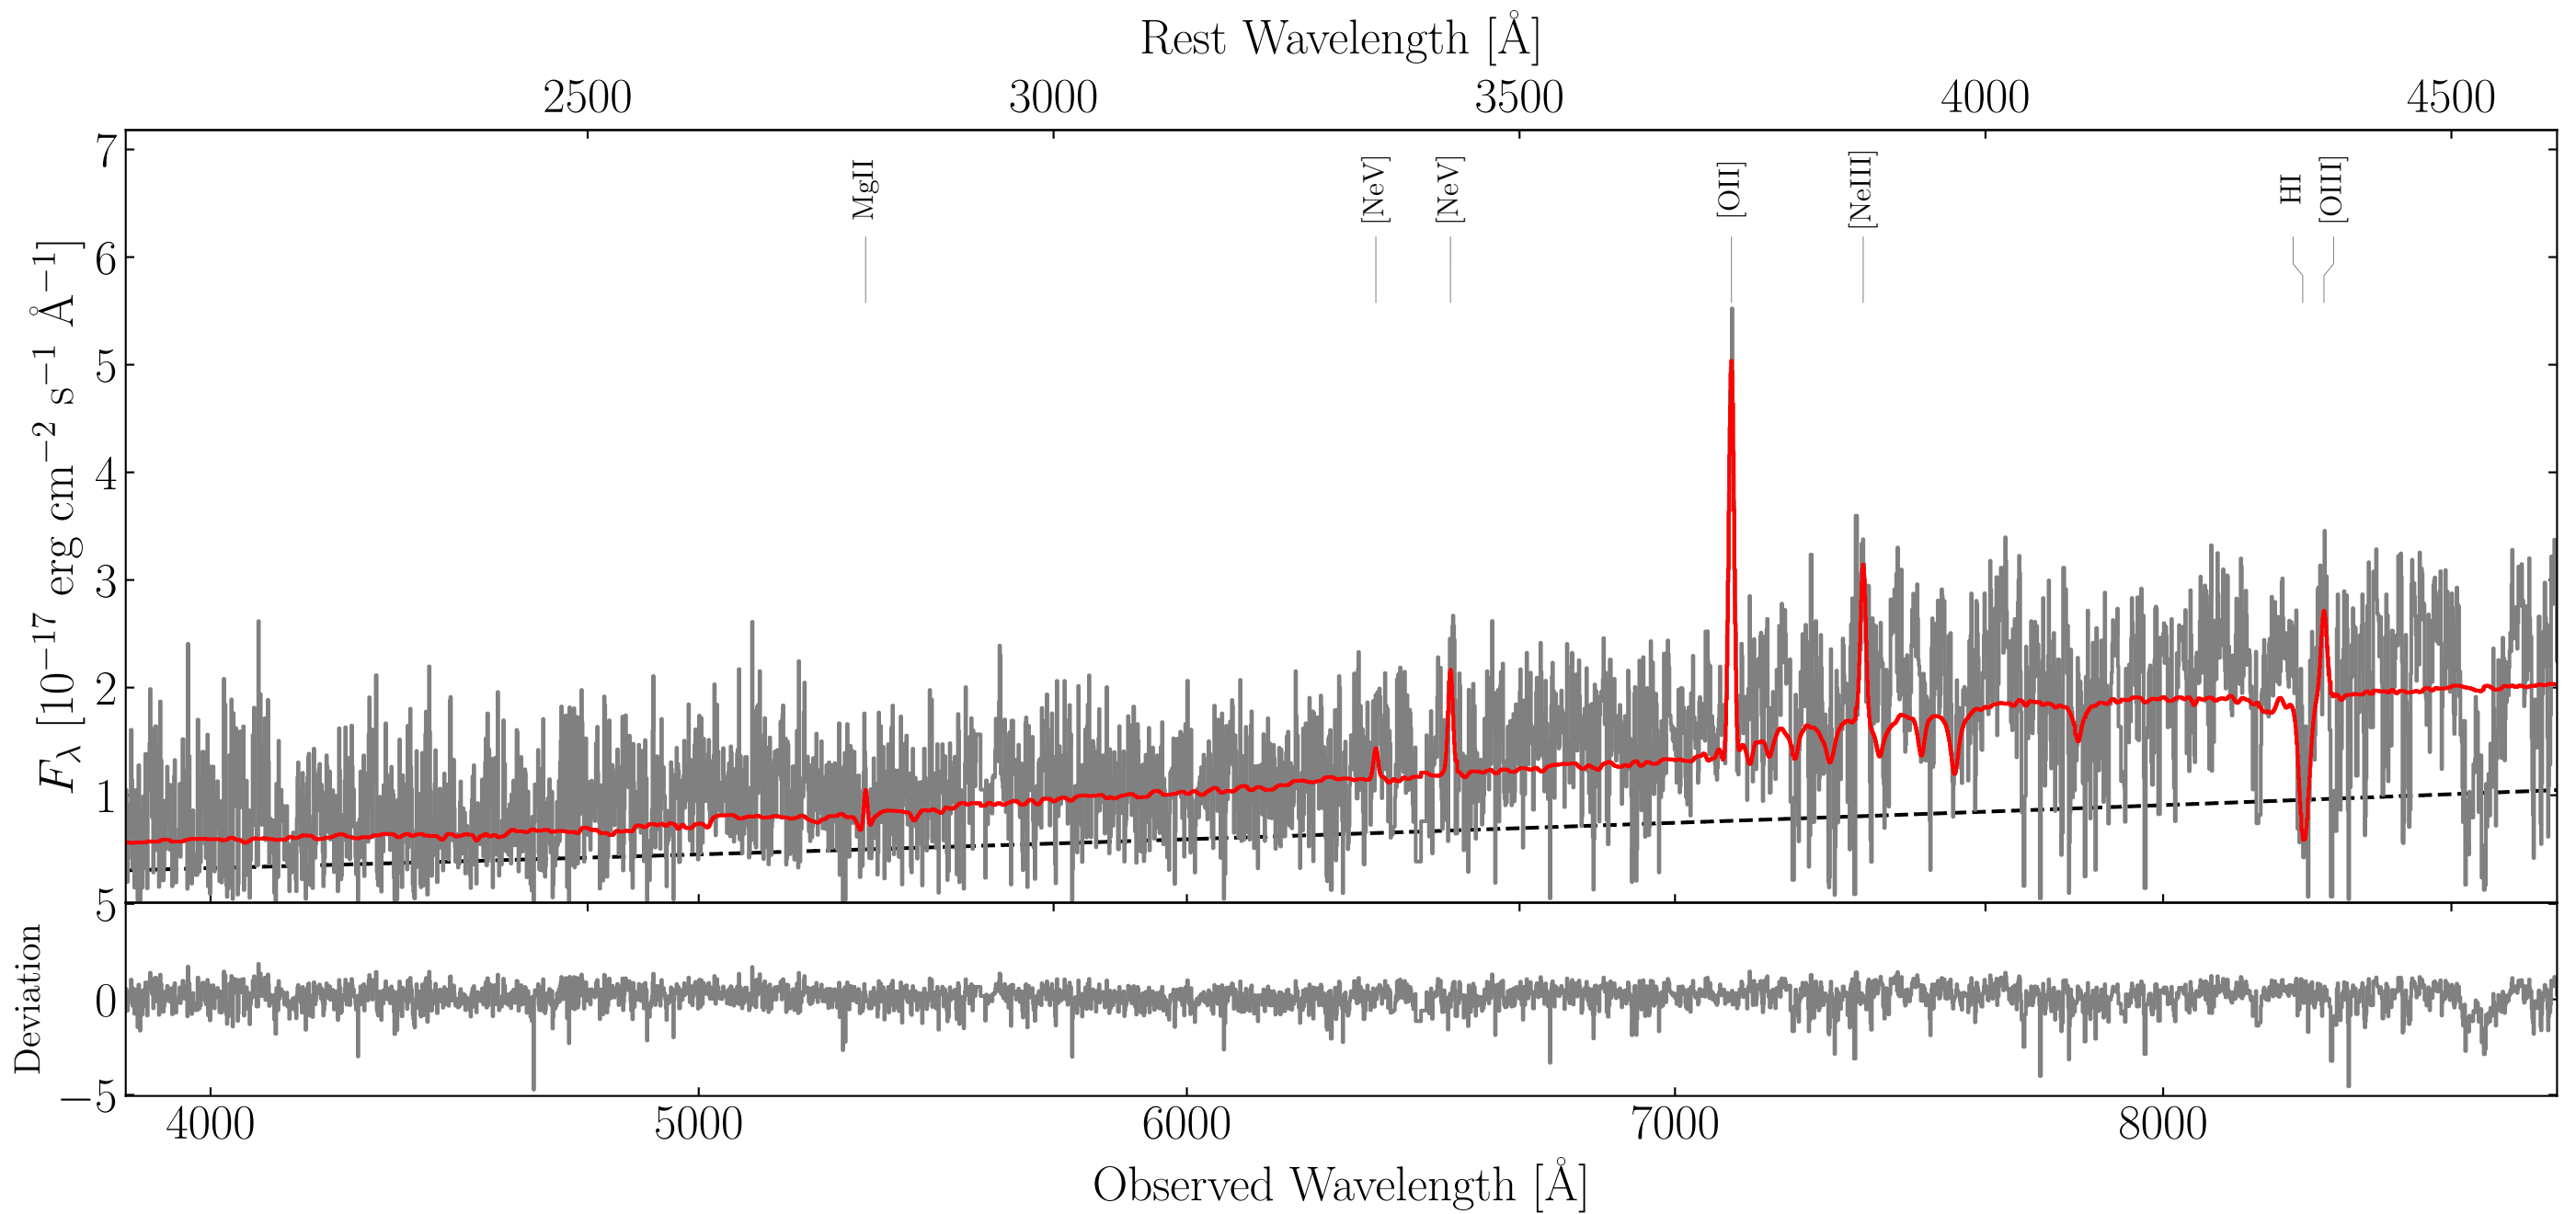 Rest Wavelength [Å]
2500 3000 3500 4000 4500
7
6
5
4
3
2
1
F_λ [10^−17 erg cm^−2 s^−1 Å^−1]
MgII
[NeV]
[NeV]
[OII]
[NeIII]
HI
[OIII]
5
0
−5
Deviation
4000 5000 6000 7000 8000
Observed Wavelength [Å]